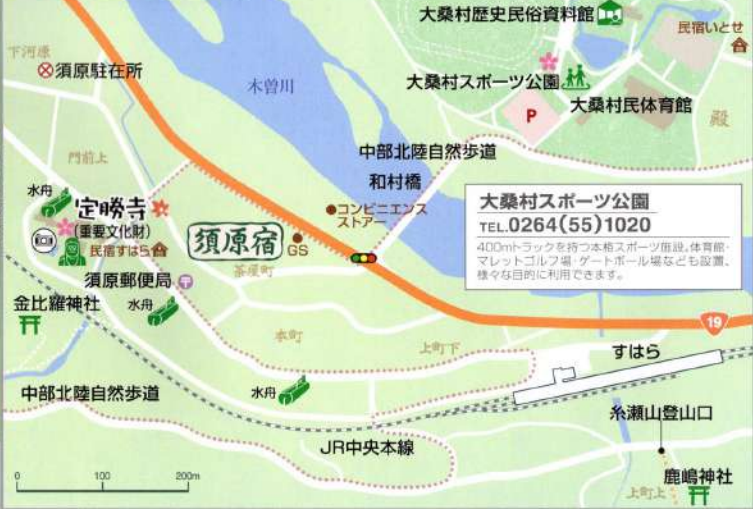 大桑村歴史民俗資料館
民宿いとせ
下河原
須原駐在所
木曽川
大桑村スポーツ公園
大桑村民体育館
P
殿
門前上
中部北陸自然歩道
和村橋
水舟
定勝寺
(重要文化財)
民宿すはら
コンビニエンス
ストアー
須原宿
GS
大桑村スポーツ公園
TEL.0264(55)1020
400mトラックを持つ本格スポーツ施設。体育館・
マレットゴルフ場・ゲートボール場なども設置、
様々な目的に利用できます。
須原郵便局
茶屋町
金比羅神社
水舟
19
本町
上町下
すはら
中部北陸自然歩道
水舟
糸瀬山登山口
JR中央本線
鹿嶋神社
上町上
0 100 200m